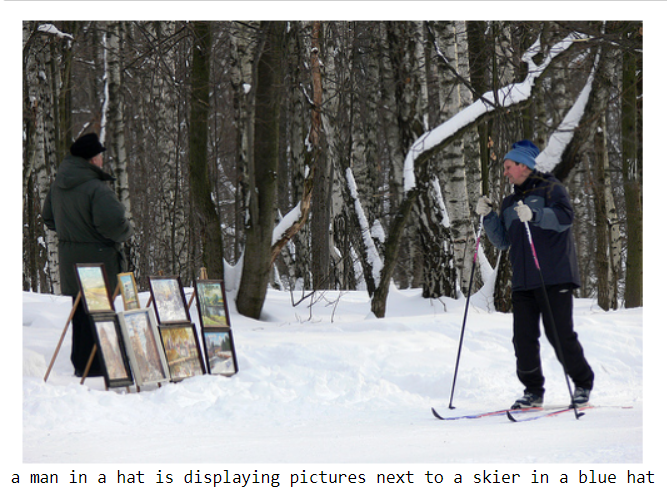 a man in a hat is displaying pictures next to a skier in a blue hat